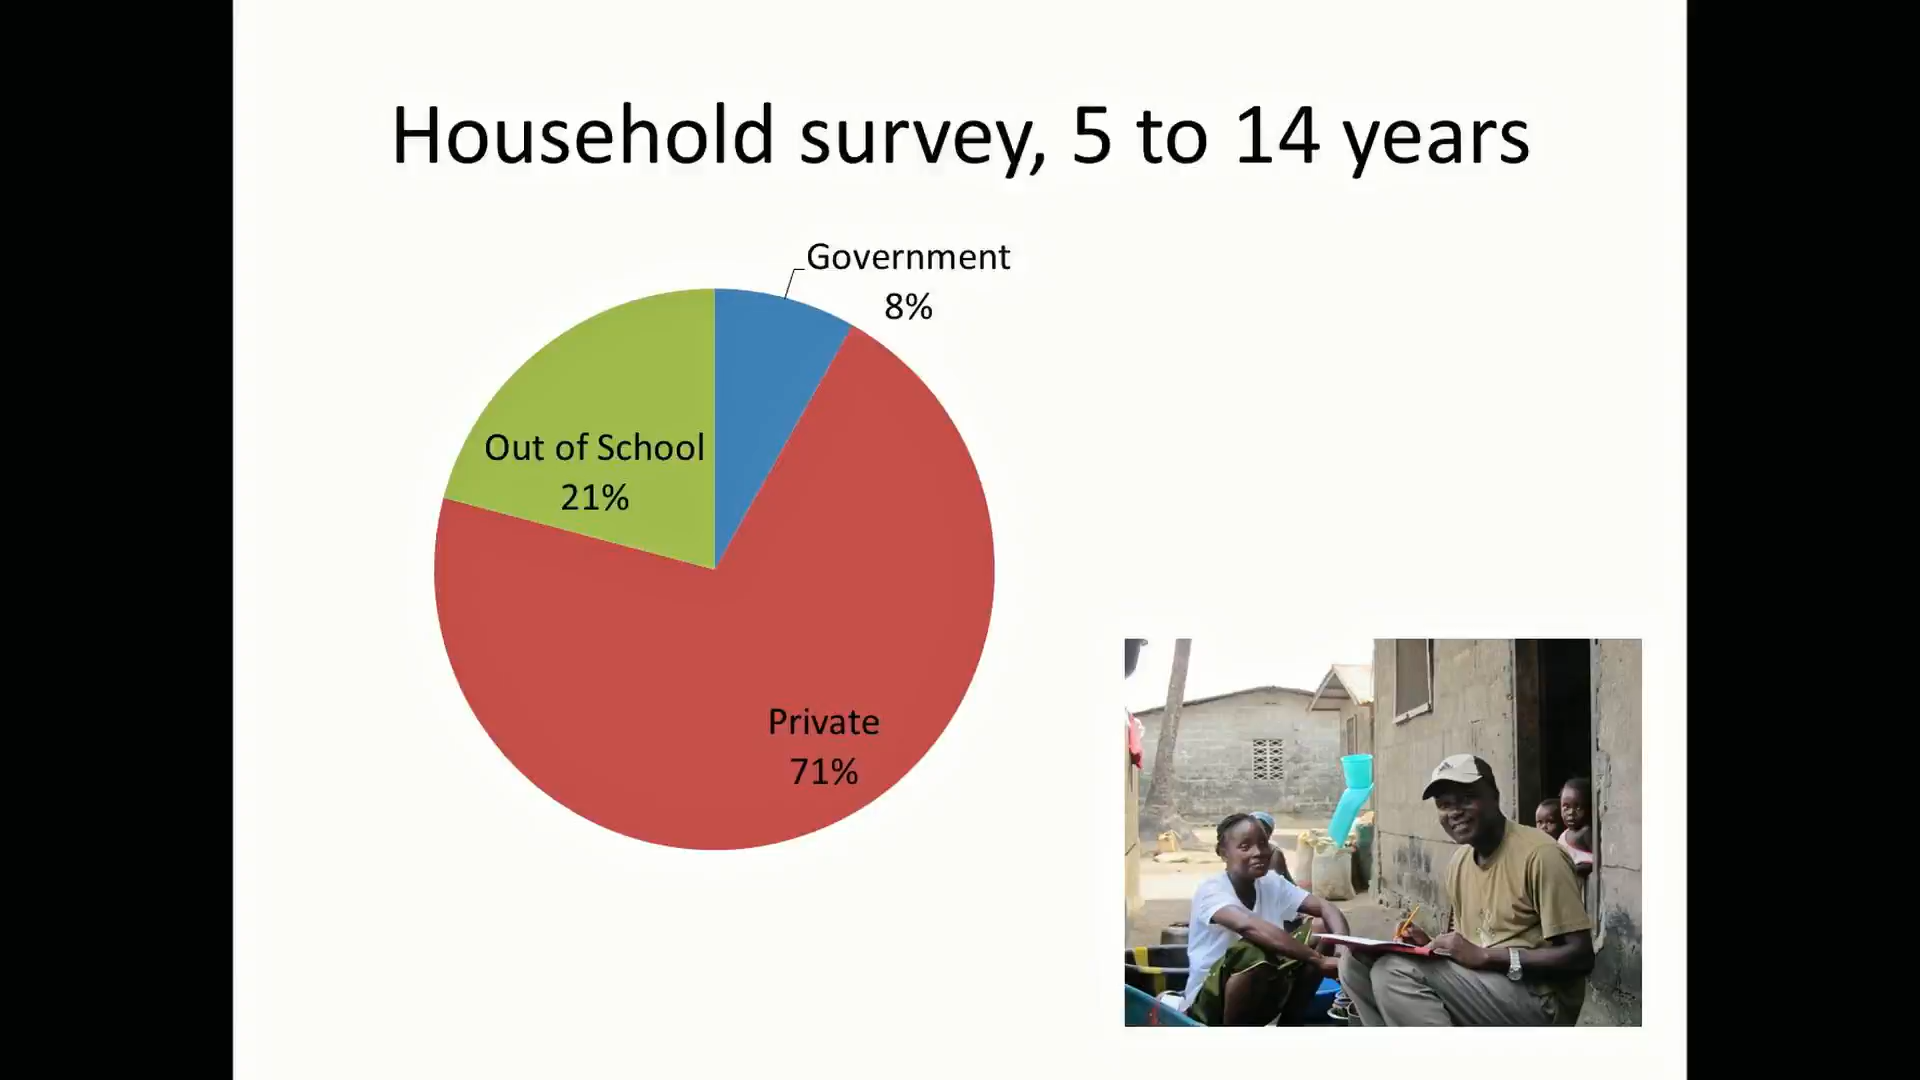 Household survey, 5 to 14 years
Government
8%
Out of School
21%
Private
71%